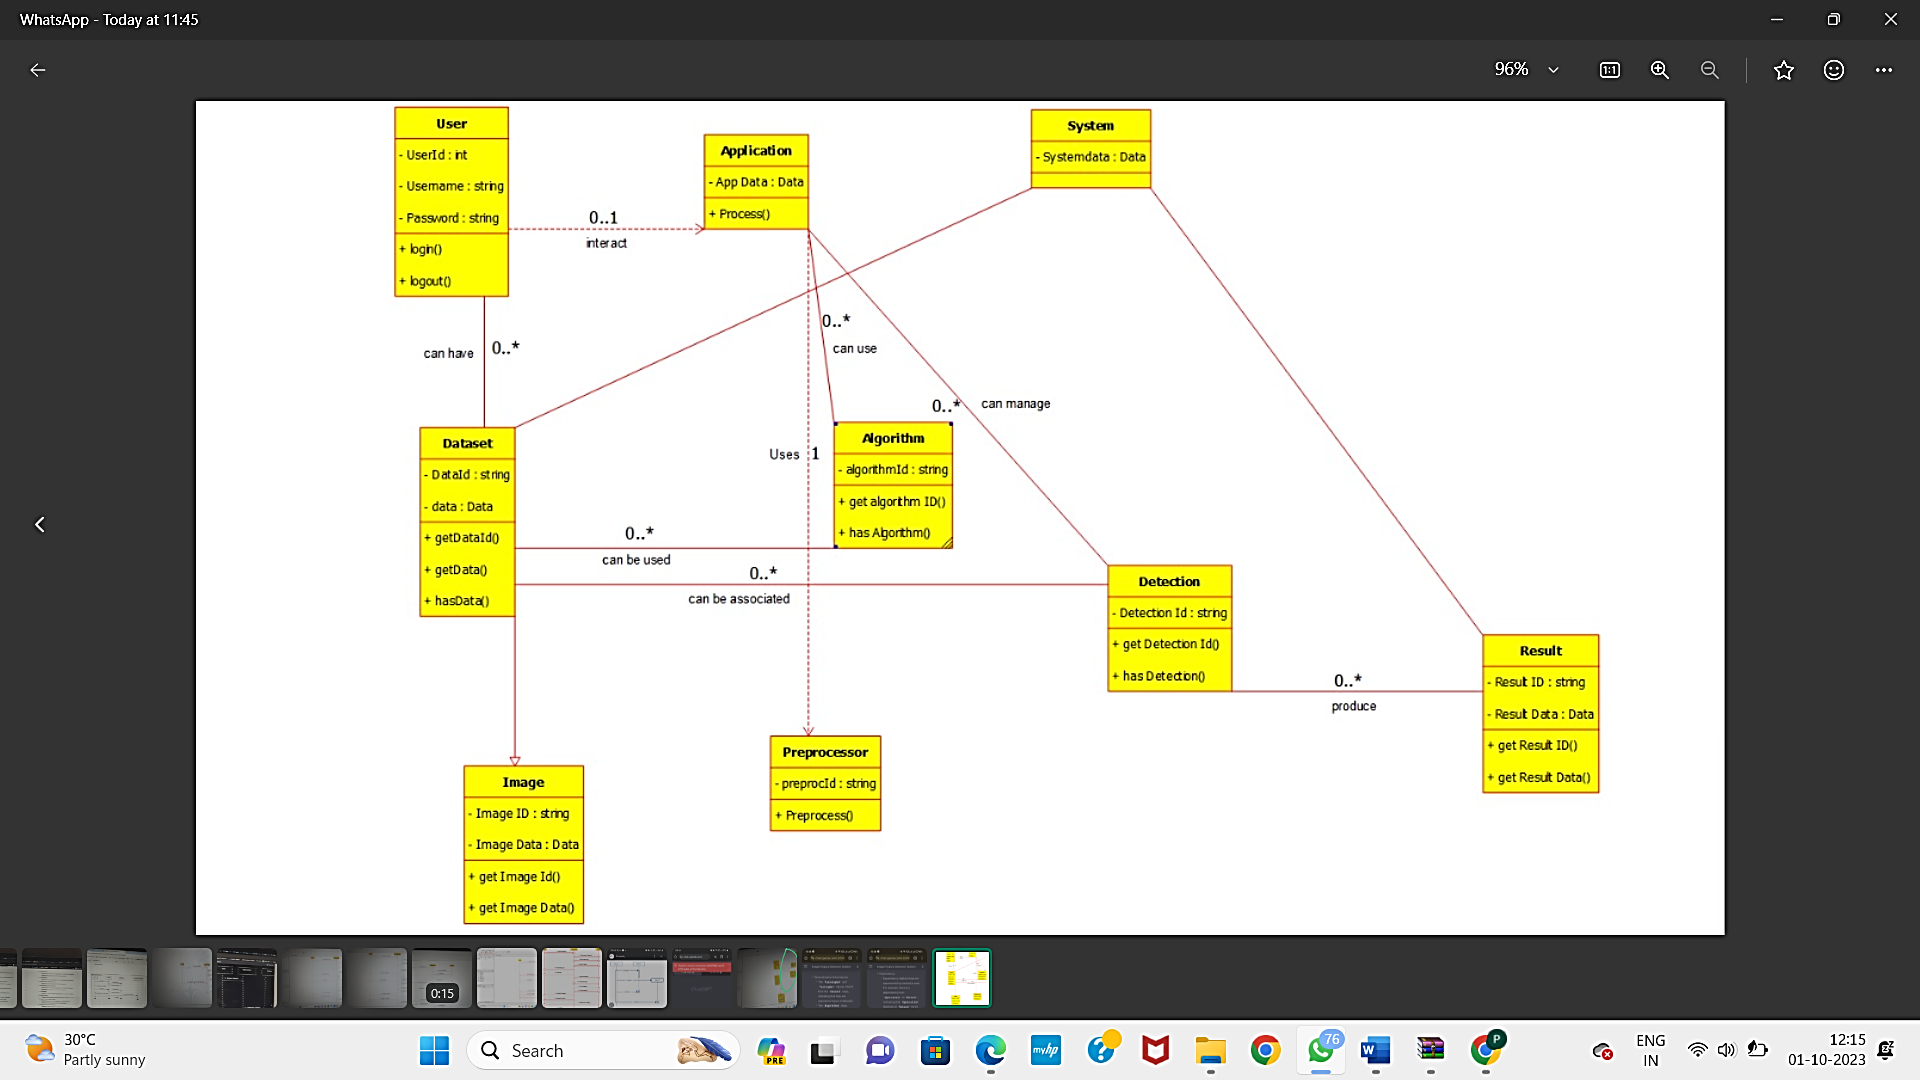 WhatsApp - Today at 11:45
96%
User
- UserId : int
- Username : string
- Password : string
+ login()
+ logout()
0..1
interact
Application
- App Data : Data
+ Process()
System
- Systemdata : Data
can have
0..*
0..*
can use
0..*
can manage
Dataset
- DataId : string
- data : Data
+ getDataId()
+ getData()
+ hasData()
Uses
1
Algorithm
- algorithmId : string
+ get algorithm ID()
+ has Algorithm()
0..*
can be used
0..*
can be associated
Detection
- Detection Id : string
+ get Detection Id()
+ has Detection()
0..*
produce
Result
- Result ID : string
- Result Data : Data
+ get Result ID()
+ get Result Data()
Image
- Image ID : string
- Image Data : Data
+ get Image Id()
+ get Image Data()
Preprocessor
- preprocId : string
+ Preprocess()
0:15
30°C
Partly sunny
Search
PRE
myhp
76
P
ENG
IN
12:15
01-10-2023